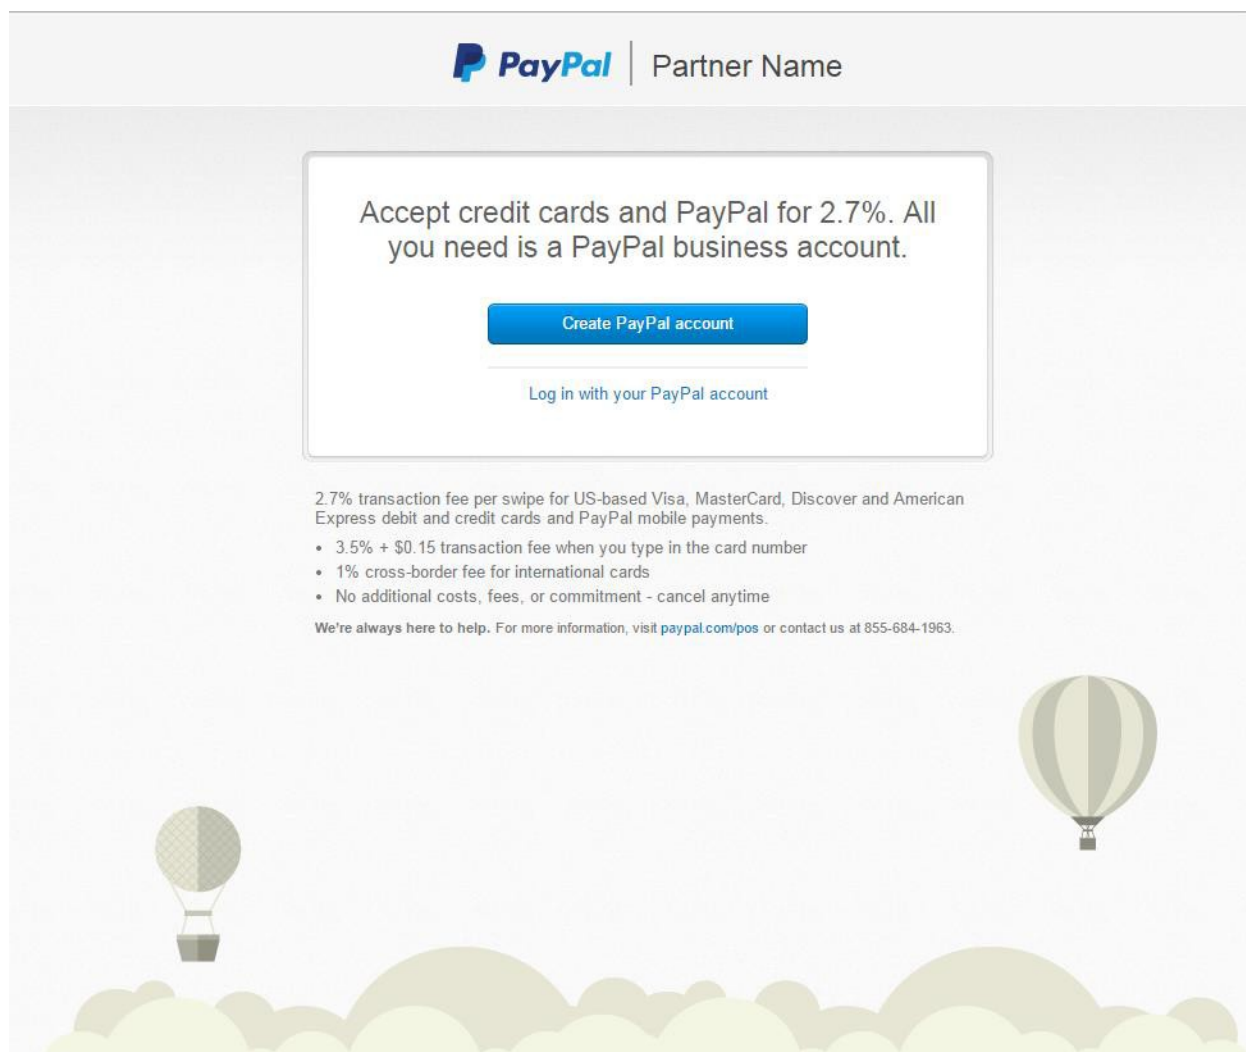 PayPal | Partner Name
Accept credit cards and PayPal for 2.7%. All
you need is a PayPal business account.
Create PayPal account
Log in with your PayPal account
2.7% transaction fee per swipe for US-based Visa, MasterCard, Discover and American
Express debit and credit cards and PayPal mobile payments.
• 3.5% + $0.15 transaction fee when you type in the card number
• 1% cross-border fee for international cards
• No additional costs, fees, or commitment - cancel anytime
We're always here to help. For more information, visit paypal.com/pos or contact us at 855-684-1963.